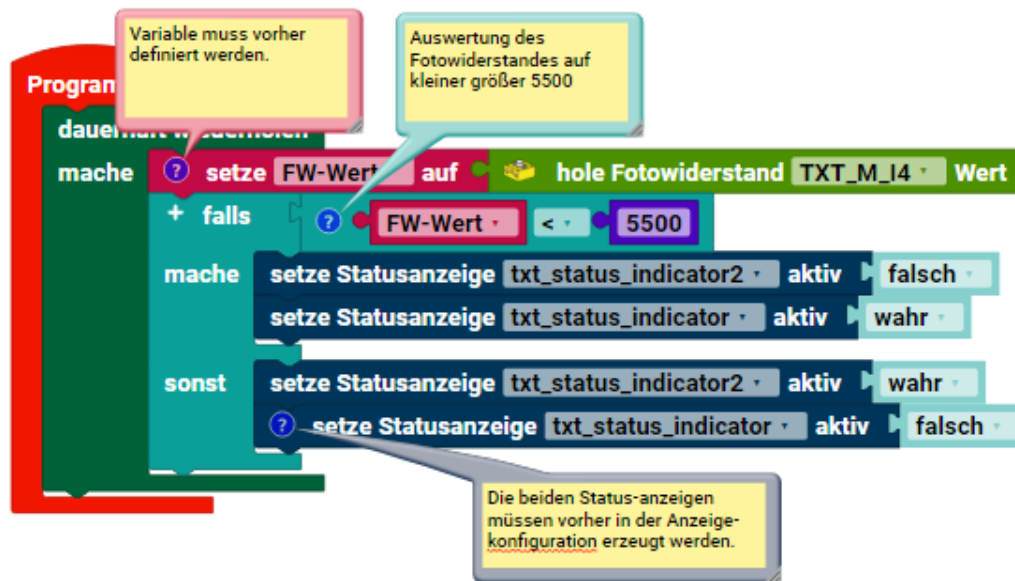 Variable muss vorher
definiert werden.
Auswertung des
Fotowiderstandes auf
kleiner größer 5500
mache ? setze FW-Wert auf hole Fotowiderstand TXT_M_I4 Wert
+ falls ? FW-Wert < 5500
mache setze Statusanzeige txt_status_indicator2 aktiv falsch
setze Statusanzeige txt_status_indicator aktiv wahr
sonst setze Statusanzeige txt_status_indicator2 aktiv wahr
? setze Statusanzeige txt_status_indicator aktiv falsch
Die beiden Status-anzeigen
müssen vorher in der Anzeige-
konfiguration erzeugt werden.